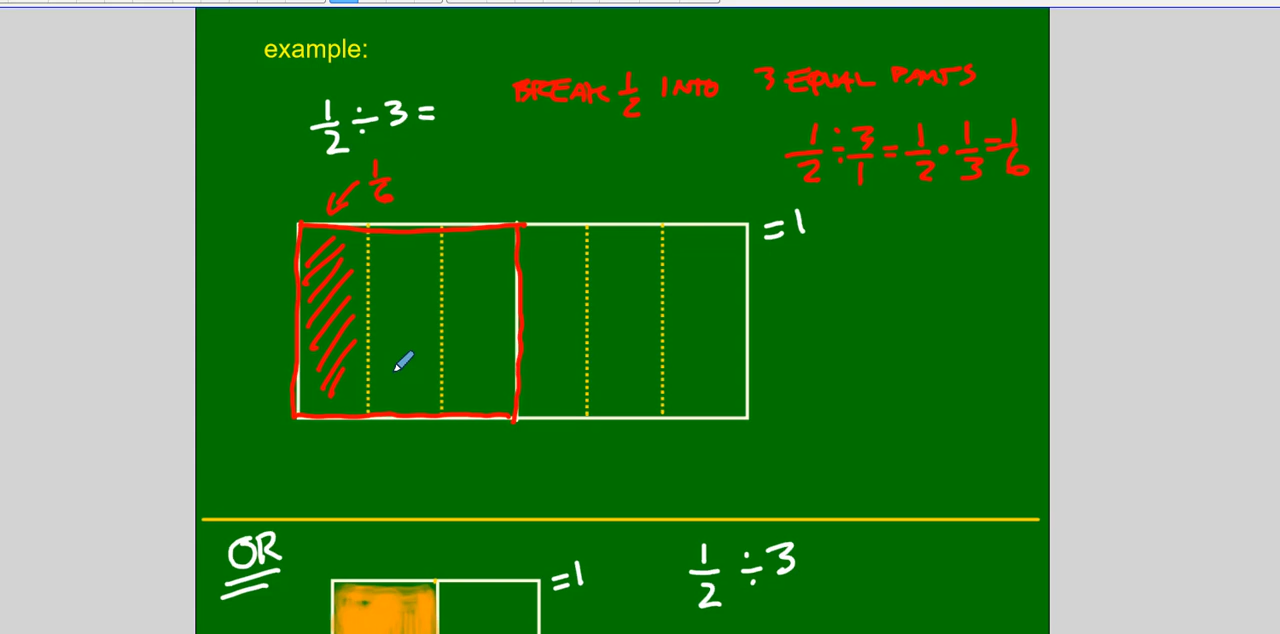 example:
BREAK 1/2 INTO 3 EQUAL PARTS
1/2 ÷ 3 =
1/2 ÷ 3/1 = 1/2 • 1/3 = 1/6
1/6
= 1
OR
= 1
1/2 ÷ 3